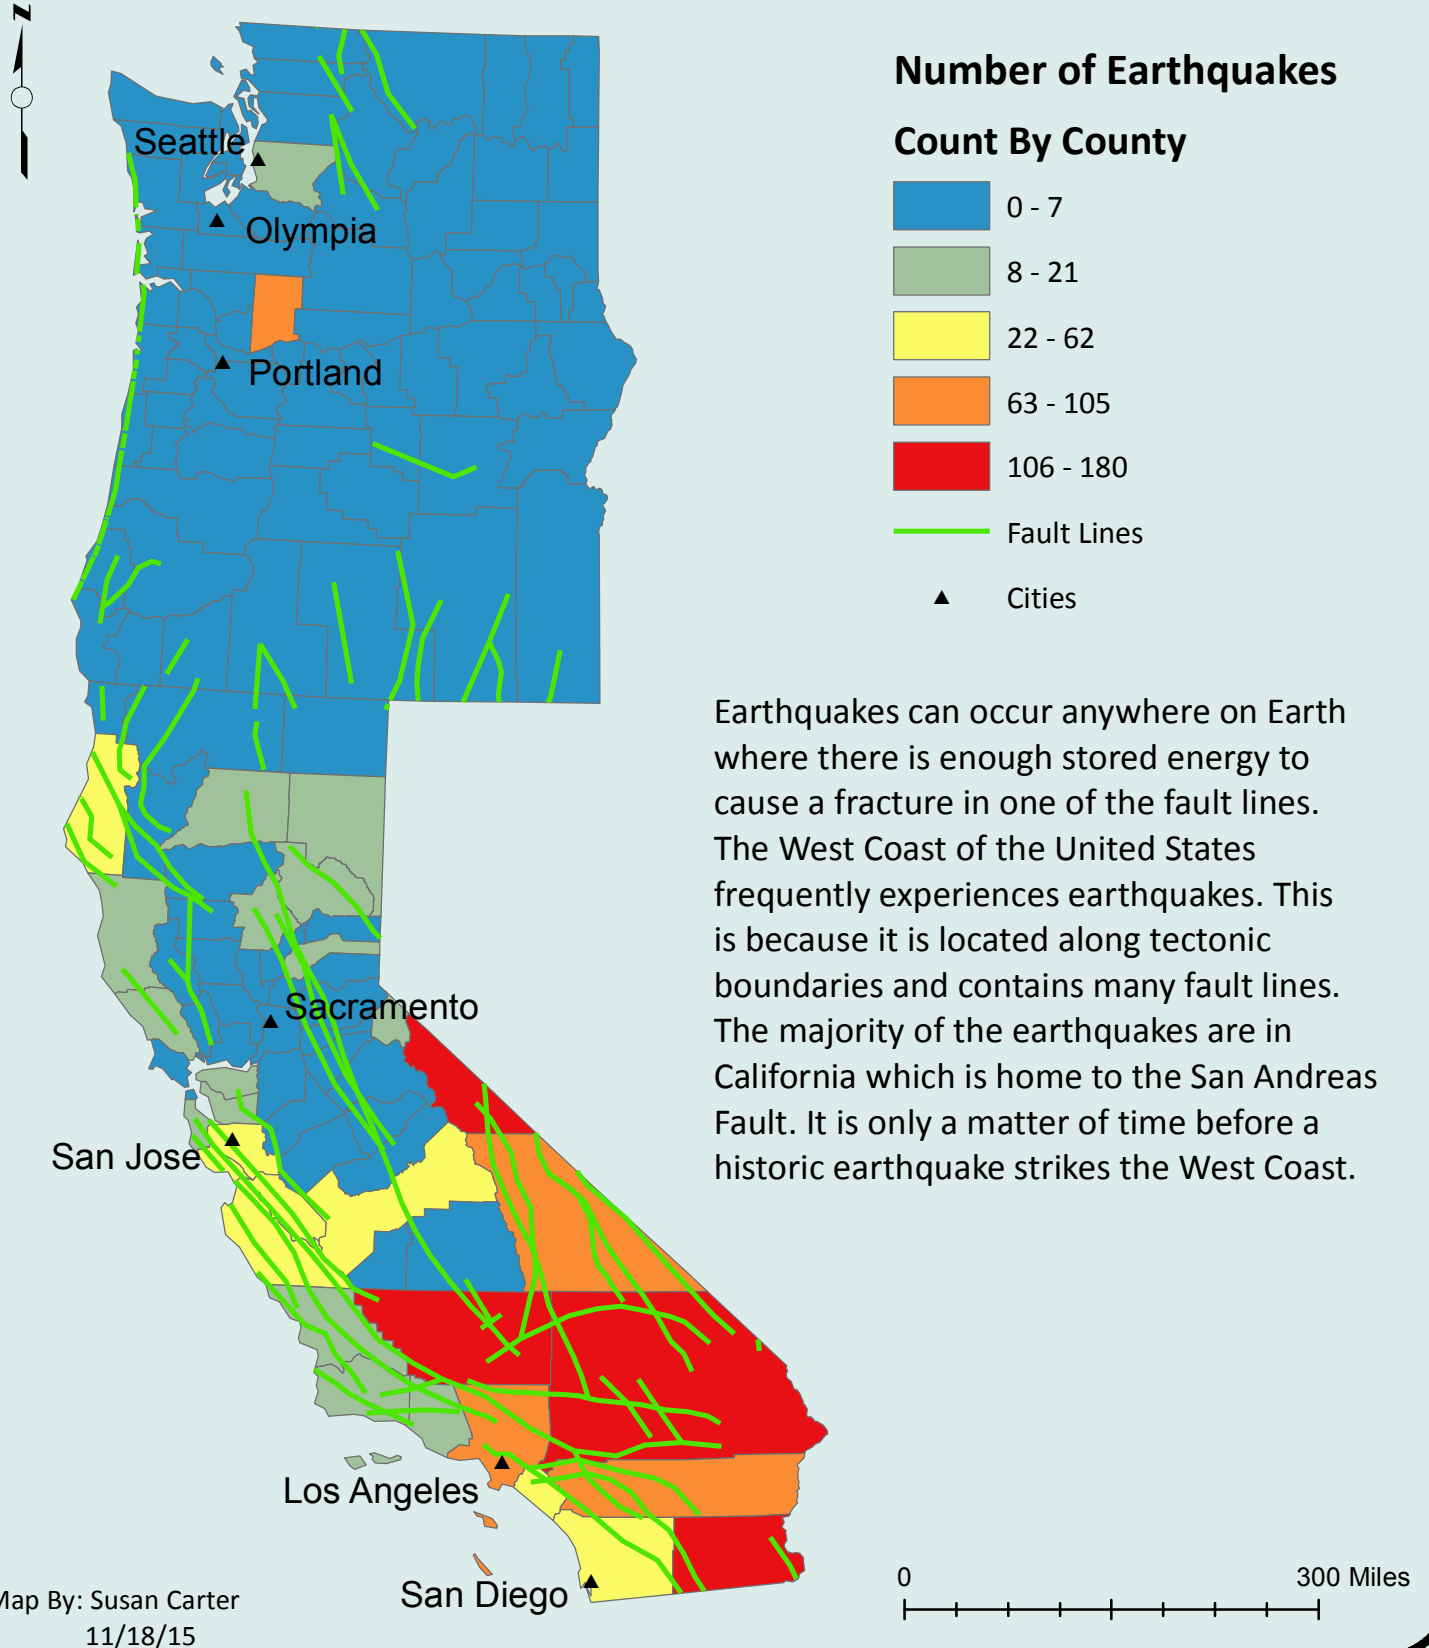 N
Number of Earthquakes
Count By County
0 - 7
8 - 21
22 - 62
63 - 105
106 - 180
Fault Lines
Cities
Seattle
Olympia
Portland
Sacramento
San Jose
Los Angeles
San Diego
Earthquakes can occur anywhere on Earth
where there is enough stored energy to
cause a fracture in one of the fault lines.
The West Coast of the United States
frequently experiences earthquakes. This
is because it is located along tectonic
boundaries and contains many fault lines.
The majority of the earthquakes are in
California which is home to the San Andreas
Fault. It is only a matter of time before a
historic earthquake strikes the West Coast.
0 300 Miles
Map By: Susan Carter
11/18/15